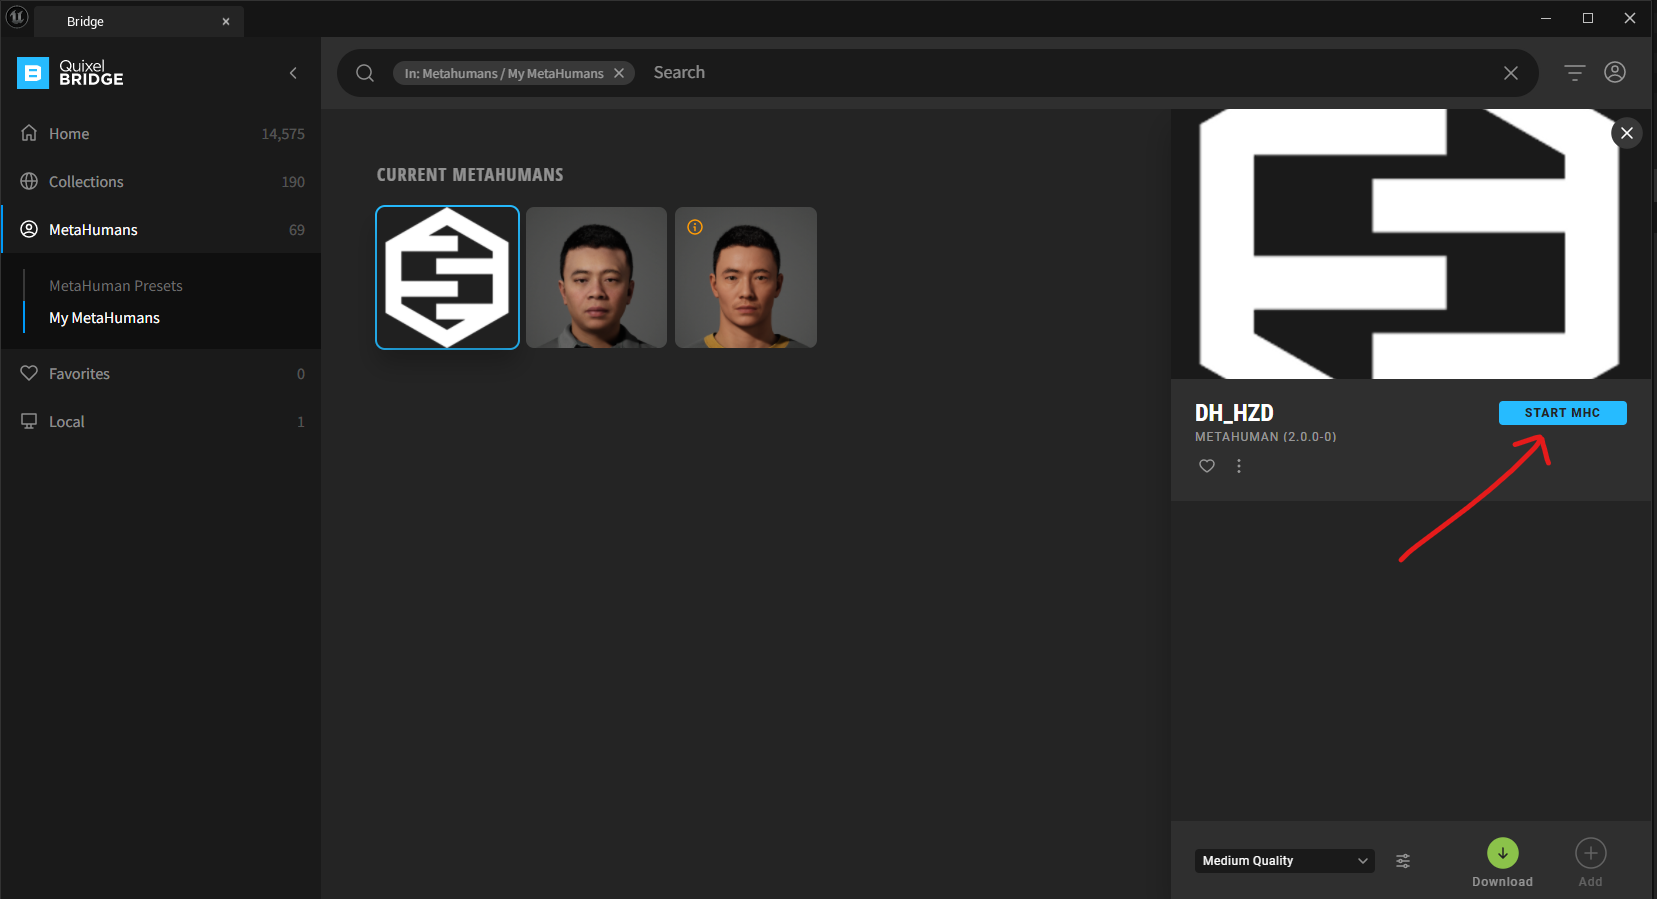 Bridge
Quixel
BRIDGE
In: Metahumans / My MetaHumans
Search
Home 14,575
Collections 190
MetaHumans 69
MetaHuman Presets
My MetaHumans
Favorites 0
Local 1
CURRENT METAHUMANS
DH_HZD
START MHC
METAHUMAN (2.0.0-0)
Medium Quality
Download
Add